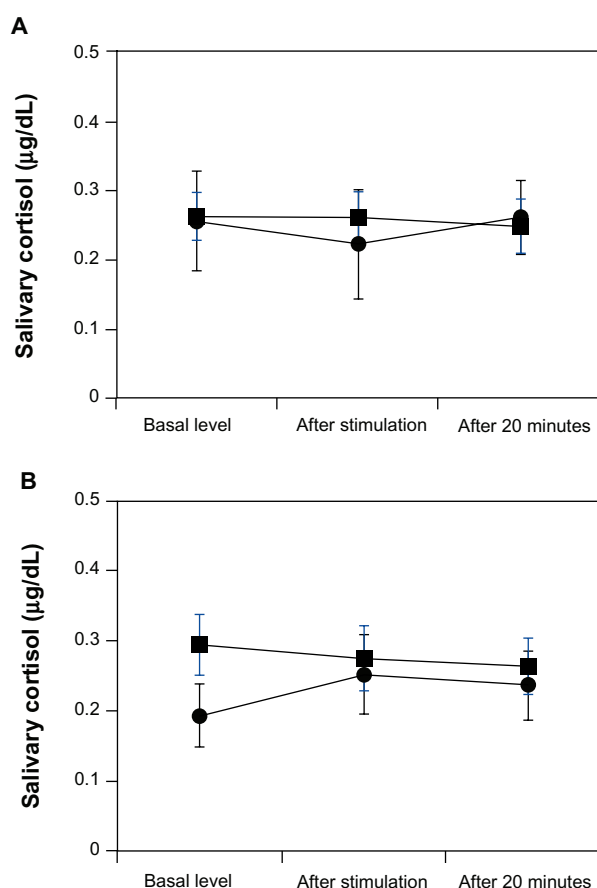 A
Salivary cortisol (µg/dL)
0.5
0.4
0.3
0.2
0.1
0
Basal level
After stimulation
After 20 minutes
B
Salivary cortisol (µg/dL)
0.5
0.4
0.3
0.2
0.1
0
Basal level
After stimulation
After 20 minutes